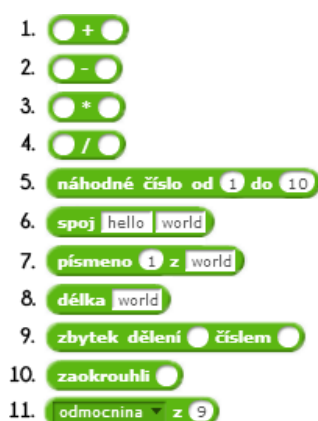 1. +
2. -
3. *
4. /
5. náhodné číslo od 1 do 10
6. spoj hello world
7. písmeno 1 z world
8. délka world
9. zbytek dělení číslem
10. zaokrouhli
11. odmocnina z 9